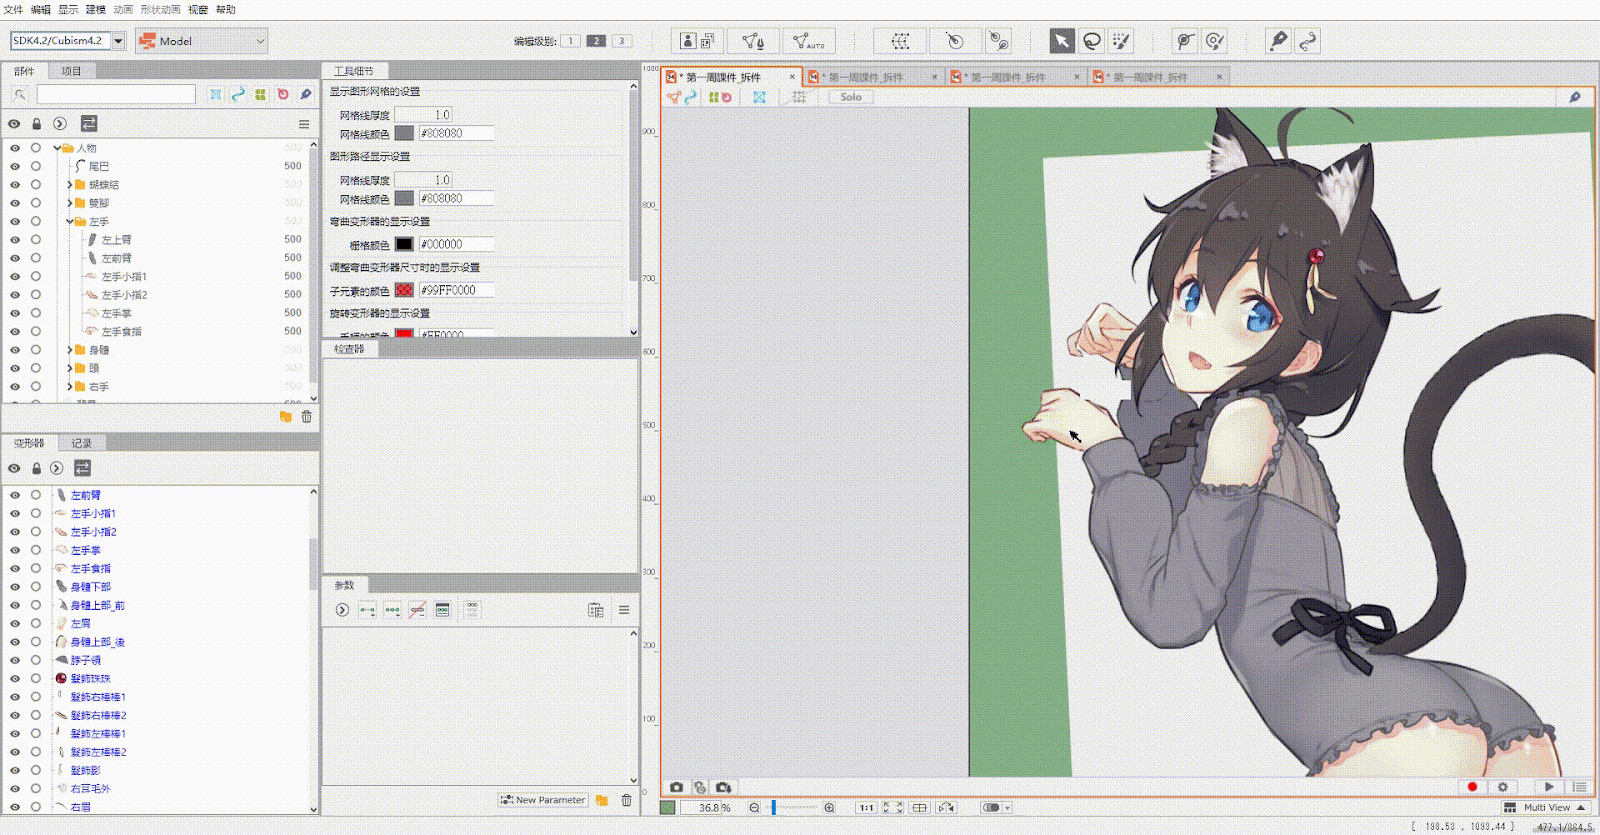 文件 编辑 显示 建模 动画 形状动画 视窗 帮助
SDK4.2/Cubism4.2 Model 编辑级别: 1 2 3 AUTO
部件 项目
人物 500
尾巴 500
蝴蝶结 500
雙腳 500
左手 500
左上臂 500
左前臂 500
左手小指1 500
左手小指2 500
左手掌 500
左手食指 500
身體 500
頭 500
右手 500
变形器 记录
左前臂
左手小指1
左手小指2
左手掌
左手食指
身體下部
身體上部_前
左肩
身體上部_後
脖子領
髮飾珠珠
髮飾右棒棒1
髮飾右棒棒2
髮飾左棒棒1
髮飾左棒棒2
髮飾影
右耳毛外
右眉
工具细节
显示图形网格的设置
网格线厚度 1.0
网格线颜色 #808080
图形路径显示设置
网格线厚度 1.0
网格线颜色 #808080
弯曲变形器的显示设置
栅格颜色 #000000
调整弯曲变形器尺寸时的显示设置
子元素的颜色 #99FF0000
旋转变形器的显示设置
手柄的颜色 #FF0000
检查器
参数
New Parameter
* 第一周課件_拆件 × * 第一周課件_拆件 × * 第一周課件_拆件 × * 第一周課件_拆件 ×
Solo
1000
900
800
700
600
500
400
300
200
100
0
36.8 % 1:1 Multi View
[ 198.53 , 1093.44 ] 477.1/864.5